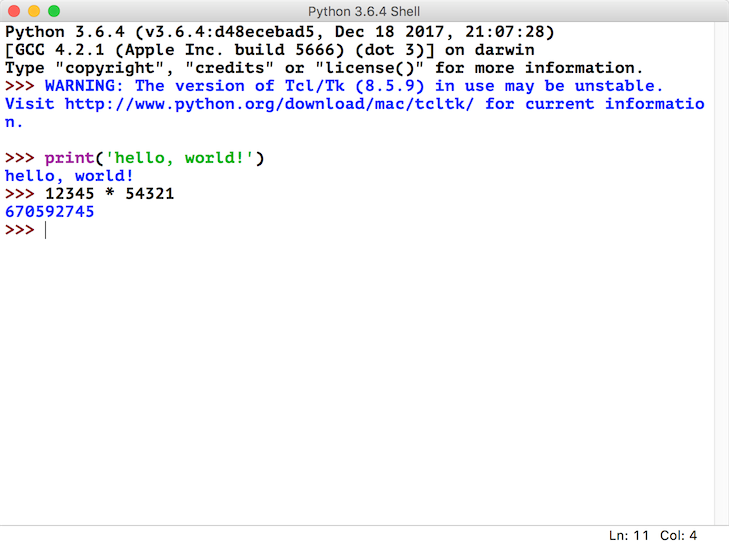 Python 3.6.4 Shell
Python 3.6.4 (v3.6.4:d48ecebad5, Dec 18 2017, 21:07:28)
[GCC 4.2.1 (Apple Inc. build 5666) (dot 3)] on darwin
Type "copyright", "credits" or "license()" for more information.
>>> WARNING: The version of Tcl/Tk (8.5.9) in use may be unstable.
Visit http://www.python.org/download/mac/tcltk/ for current informatio
n.
>>> print('hello, world!')
hello, world!
>>> 12345 * 54321
670592745
>>>
Ln: 11 Col: 4